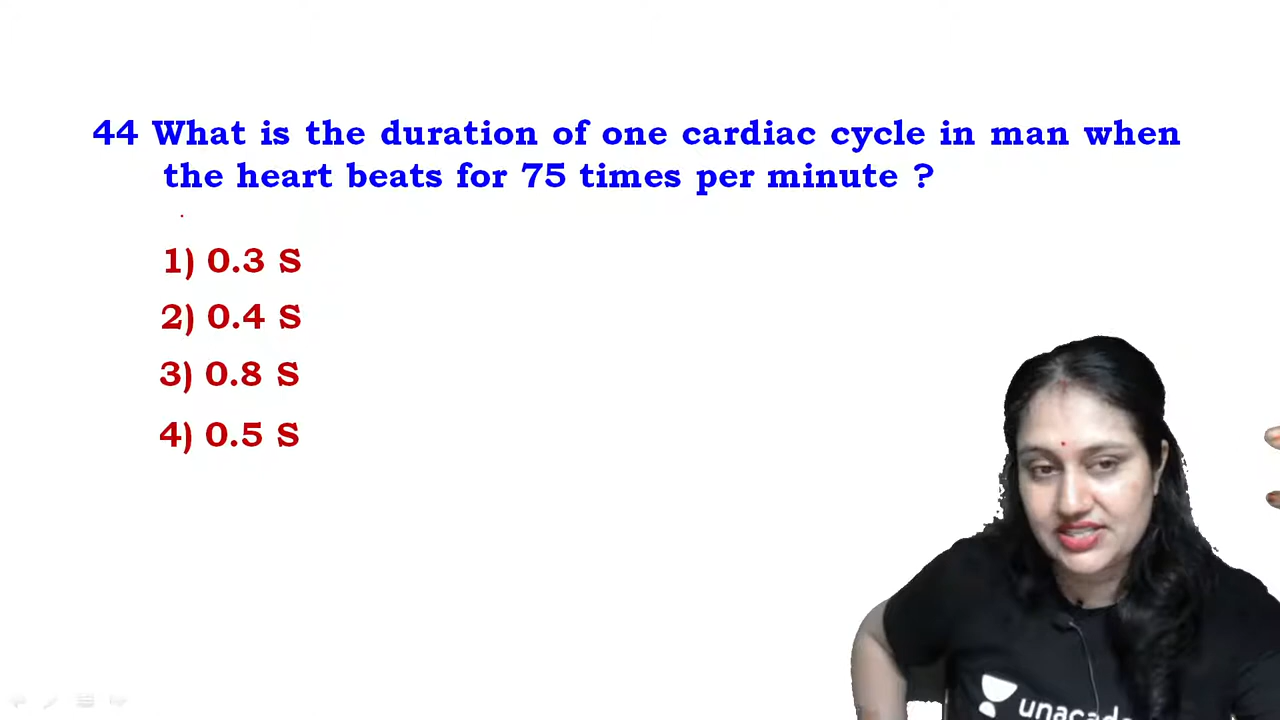 44 What is the duration of one cardiac cycle in man when
the heart beats for 75 times per minute ?
1) 0.3 S
2) 0.4 S
3) 0.8 S
4) 0.5 S
unacade